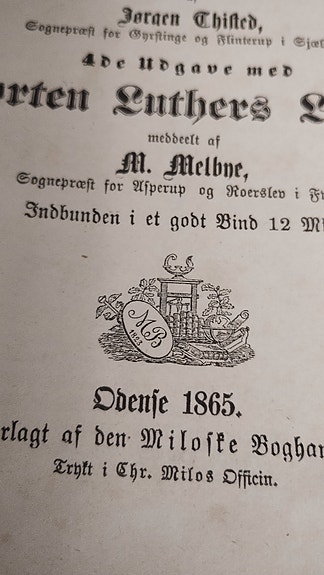 Jørgen Thisted,
Sognepræst for Gyrstinge og Flinterup i Sjæl
4de Udgave med
orten Luthers L
meddeelt af
M. Melbye,
Sognepræst for Asperup og Roerslev i F
Indbunden i et godt Bind 12 M
MB
Odense 1865.
rlagt af den Miloske Boghan
Trykt i Chr. Milos Officin.